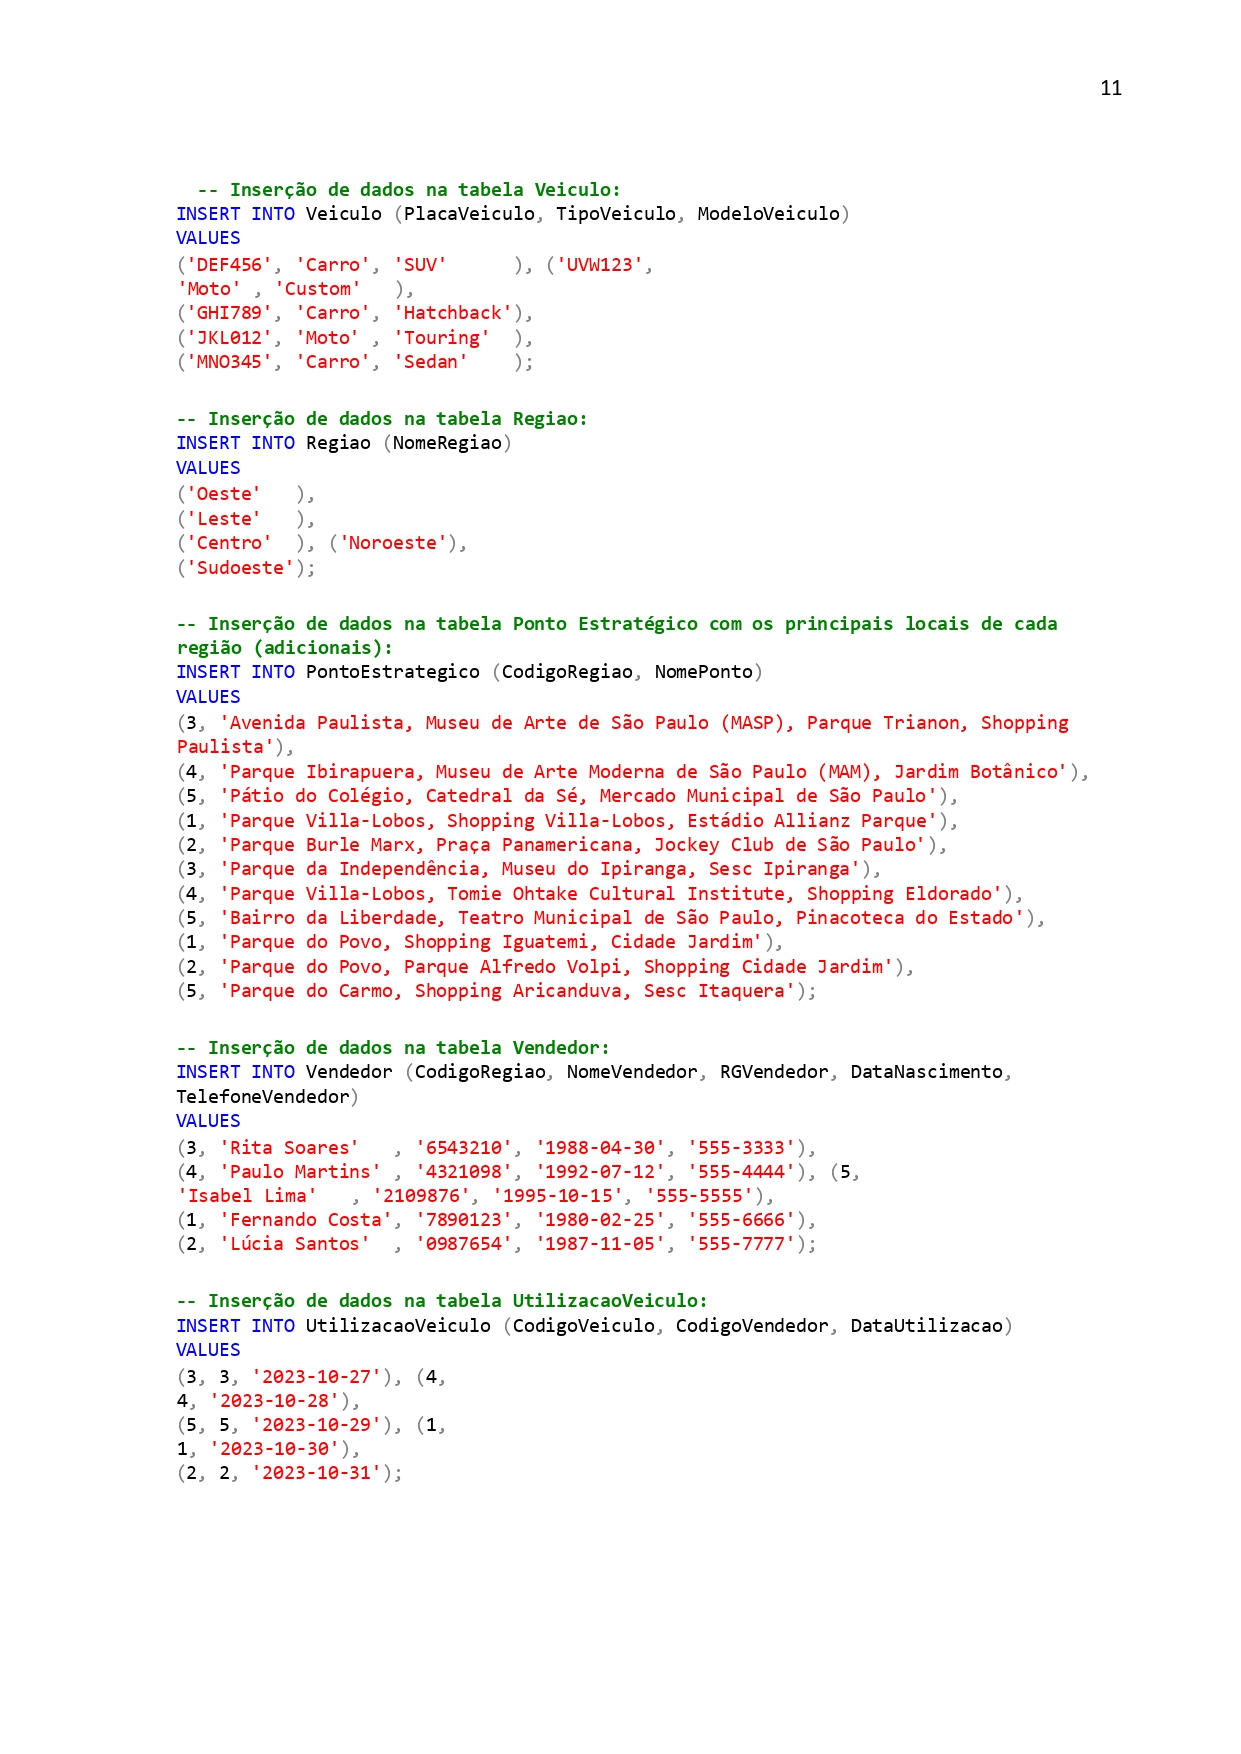 11
-- Inserção de dados na tabela Veiculo:
INSERT INTO Veiculo (PlacaVeiculo, TipoVeiculo, ModeloVeiculo)
VALUES
('DEF456', 'Carro', 'SUV'      ), ('UVW123',
'Moto' , 'Custom'   ),
('GHI789', 'Carro', 'Hatchback'),
('JKL012', 'Moto' , 'Touring'  ),
('MNO345', 'Carro', 'Sedan'    );
-- Inserção de dados na tabela Regiao:
INSERT INTO Regiao (NomeRegiao)
VALUES
('Oeste'   ),
('Leste'   ),
('Centro'  ), ('Noroeste'),
('Sudoeste');
-- Inserção de dados na tabela Ponto Estratégico com os principais locais de cada
região (adicionais):
INSERT INTO PontoEstrategico (CodigoRegiao, NomePonto)
VALUES
(3, 'Avenida Paulista, Museu de Arte de São Paulo (MASP), Parque Trianon, Shopping
Paulista'),
(4, 'Parque Ibirapuera, Museu de Arte Moderna de São Paulo (MAM), Jardim Botânico'),
(5, 'Pátio do Colégio, Catedral da Sé, Mercado Municipal de São Paulo'),
(1, 'Parque Villa-Lobos, Shopping Villa-Lobos, Estádio Allianz Parque'),
(2, 'Parque Burle Marx, Praça Panamericana, Jockey Club de São Paulo'),
(3, 'Parque da Independência, Museu do Ipiranga, Sesc Ipiranga'),
(4, 'Parque Villa-Lobos, Tomie Ohtake Cultural Institute, Shopping Eldorado'),
(5, 'Bairro da Liberdade, Teatro Municipal de São Paulo, Pinacoteca do Estado'),
(1, 'Parque do Povo, Shopping Iguatemi, Cidade Jardim'),
(2, 'Parque do Povo, Parque Alfredo Volpi, Shopping Cidade Jardim'),
(5, 'Parque do Carmo, Shopping Aricanduva, Sesc Itaquera');
-- Inserção de dados na tabela Vendedor:
INSERT INTO Vendedor (CodigoRegiao, NomeVendedor, RGVendedor, DataNascimento,
TelefoneVendedor)
VALUES
(3, 'Rita Soares'   , '6543210', '1988-04-30', '555-3333'),
(4, 'Paulo Martins' , '4321098', '1992-07-12', '555-4444'), (5,
'Isabel Lima'   , '2109876', '1995-10-15', '555-5555'),
(1, 'Fernando Costa', '7890123', '1980-02-25', '555-6666'),
(2, 'Lúcia Santos'  , '0987654', '1987-11-05', '555-7777');
-- Inserção de dados na tabela UtilizacaoVeiculo:
INSERT INTO UtilizacaoVeiculo (CodigoVeiculo, CodigoVendedor, DataUtilizacao)
VALUES
(3, 3, '2023-10-27'), (4,
4, '2023-10-28'),
(5, 5, '2023-10-29'), (1,
1, '2023-10-30'),
(2, 2, '2023-10-31');